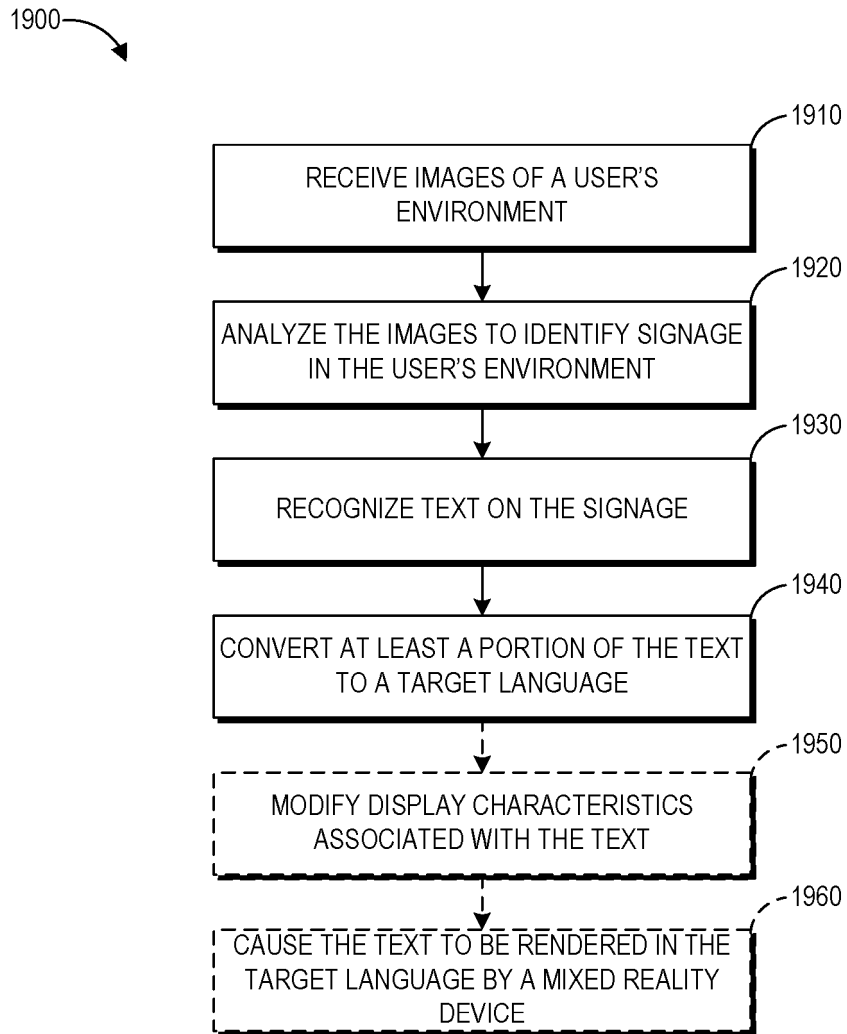 1900
1910
RECEIVE IMAGES OF A USER'S
ENVIRONMENT
1920
ANALYZE THE IMAGES TO IDENTIFY SIGNAGE
IN THE USER'S ENVIRONMENT
1930
RECOGNIZE TEXT ON THE SIGNAGE
1940
CONVERT AT LEAST A PORTION OF THE TEXT
TO A TARGET LANGUAGE
1950
MODIFY DISPLAY CHARACTERISTICS
ASSOCIATED WITH THE TEXT
1960
CAUSE THE TEXT TO BE RENDERED IN THE
TARGET LANGUAGE BY A MIXED REALITY
DEVICE